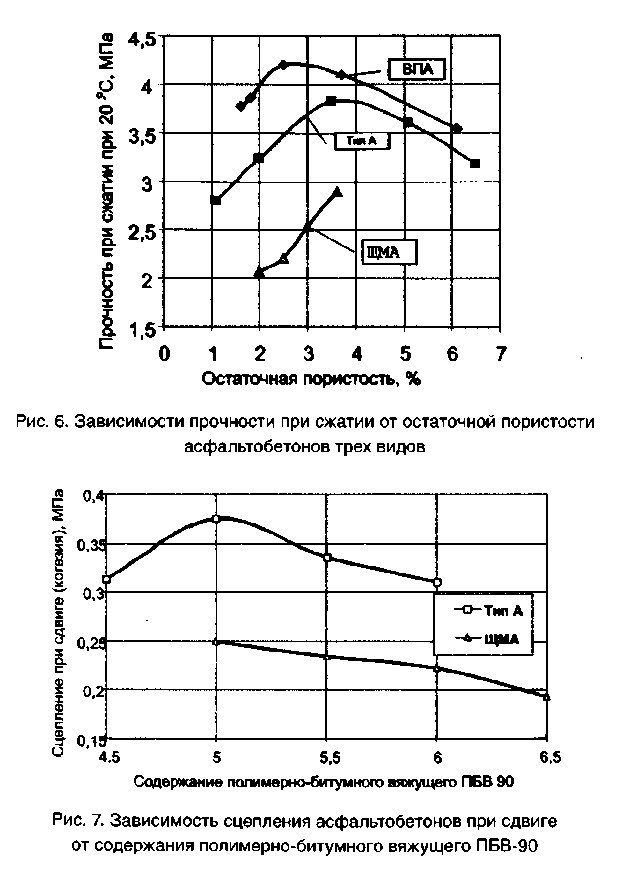 Прочность при сжатии при 20 °С, МПа
4,5
4
3,5
3
2,5
2
1,5
0 1 2 3 4 5 6 7
ВПА
Тип А
ЩМА
Остаточная пористость, %
Рис. 6. Зависимости прочности при сжатии от остаточной пористости
асфальтобетонов трех видов
Сцепление при сдвиге (когезия), МПа
0,4
0,35
0,3
0,25
0,2
0,15
4.5 5 5,5 6 6,5
Тип А
ЩМА
Содержание полимерно-битумного вяжущего ПБВ 90
Рис. 7. Зависимость сцепления асфальтобетонов при сдвиге
от содержания полимерно-битумного вяжущего ПБВ-90